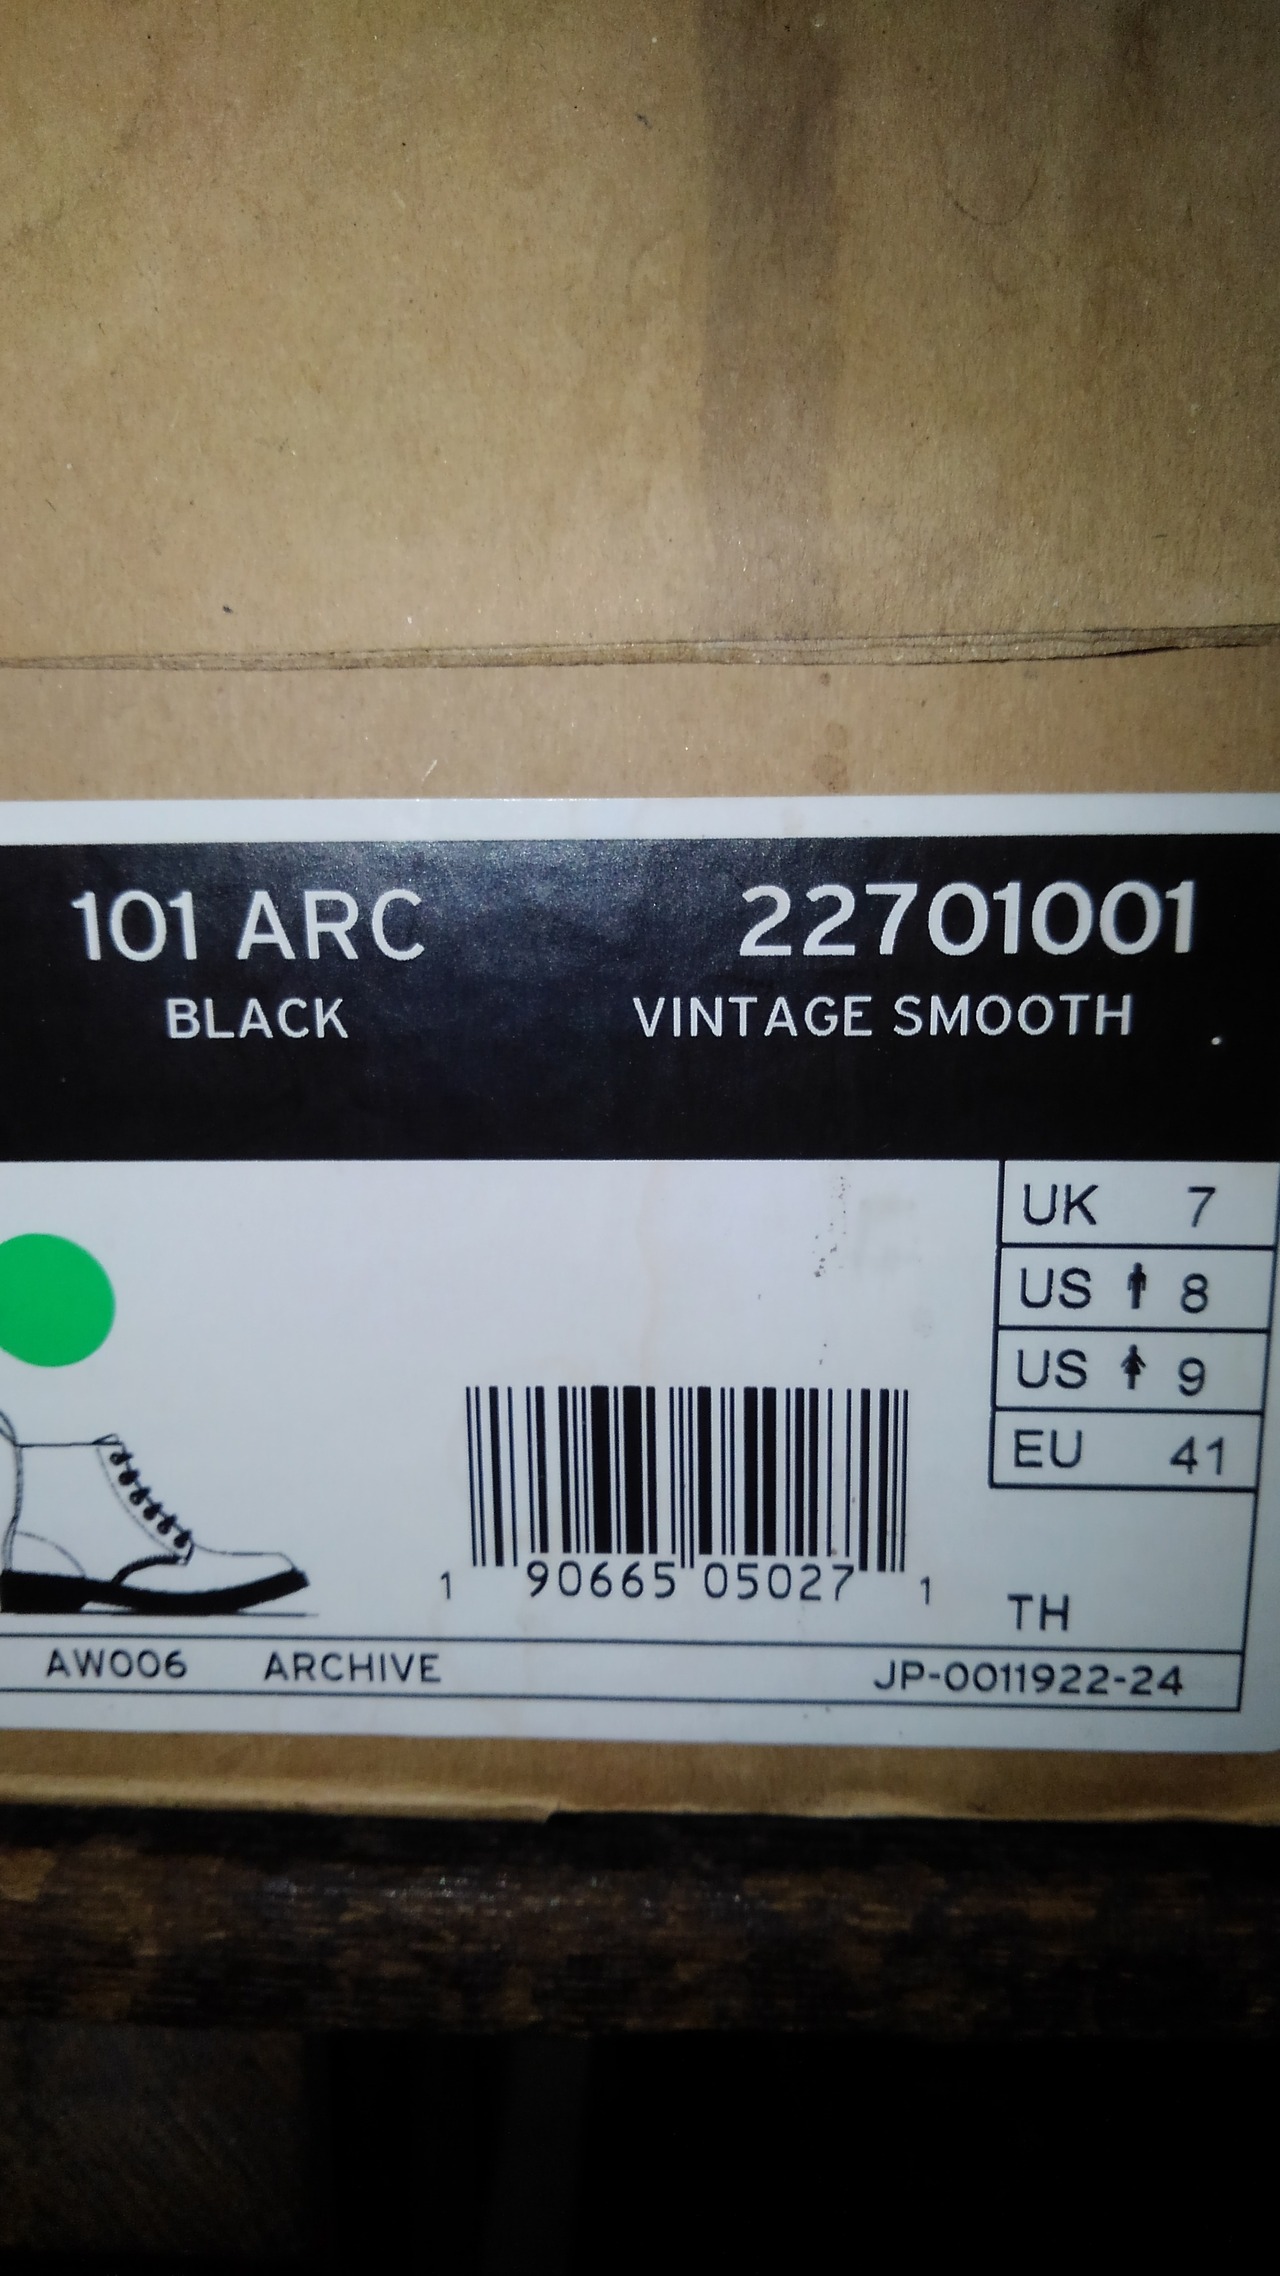 101 ARC 22701001
BLACK VINTAGE SMOOTH
UK 7
US 8
US 9
EU 41
1 90665 05027 1
TH
AW006 ARCHIVE JP-0011922-24